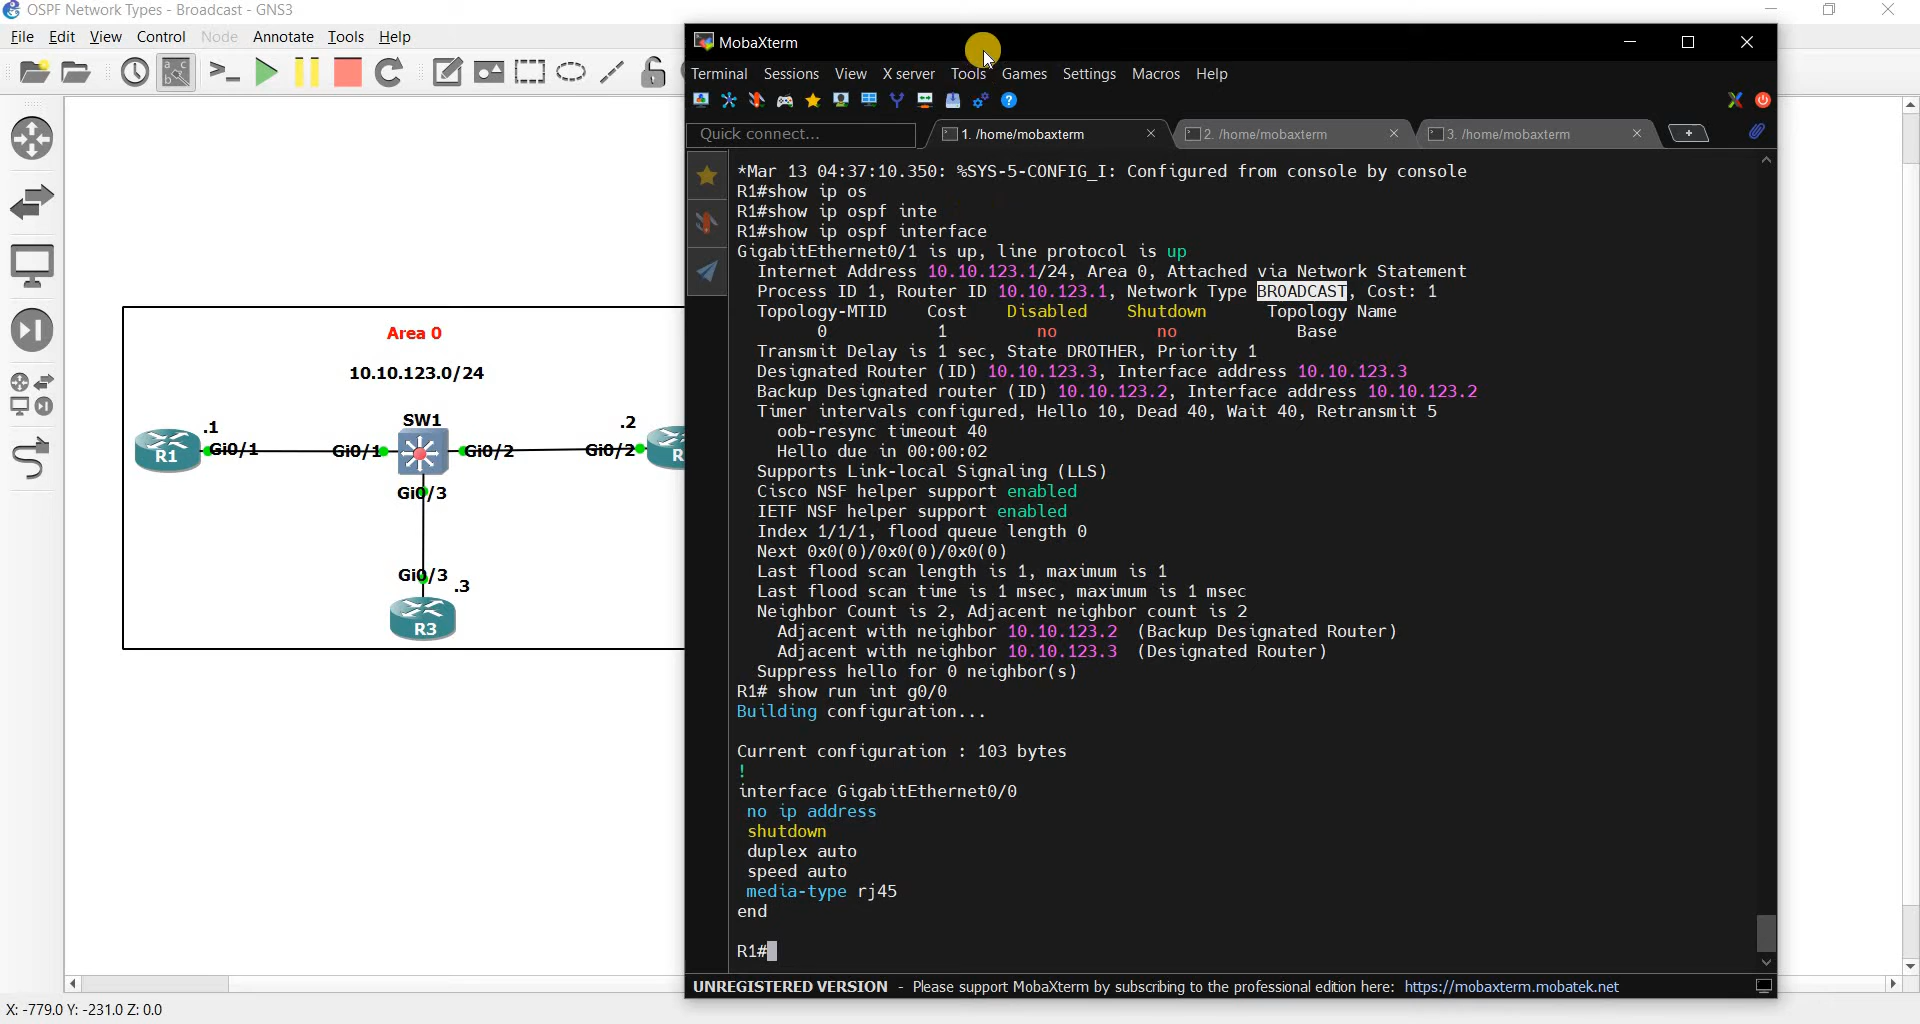 OSPF Network Types - Broadcast - GNS3
File Edit View Control Node Annotate Tools Help
Area 0
10.10.123.0/24
R1
.1
Gi0/1
Gi0/1
SW1
Gi0/2
Gi0/2
.2
R
Gi0/3
Gi0/3
.3
R3
X: -779.0 Y: -231.0 Z: 0.0
MobaXterm
Terminal Sessions View X server Tools Games Settings Macros Help
Quick connect...
1. /home/mobaxterm
2. /home/mobaxterm
3. /home/mobaxterm
*Mar 13 04:37:10.350: %SYS-5-CONFIG_I: Configured from console by console
R1#show ip os
R1#show ip ospf inte
R1#show ip ospf interface
GigabitEthernet0/1 is up, line protocol is up
Internet Address 10.10.123.1/24, Area 0, Attached via Network Statement
Process ID 1, Router ID 10.10.123.1, Network Type BROADCAST, Cost: 1
Topology-MTID Cost Disabled Shutdown Topology Name
0 1 no no Base
Transmit Delay is 1 sec, State DROTHER, Priority 1
Designated Router (ID) 10.10.123.3, Interface address 10.10.123.3
Backup Designated router (ID) 10.10.123.2, Interface address 10.10.123.2
Timer intervals configured, Hello 10, Dead 40, Wait 40, Retransmit 5
oob-resync timeout 40
Hello due in 00:00:02
Supports Link-local Signaling (LLS)
Cisco NSF helper support enabled
IETF NSF helper support enabled
Index 1/1/1, flood queue length 0
Next 0x0(0)/0x0(0)/0x0(0)
Last flood scan length is 1, maximum is 1
Last flood scan time is 1 msec, maximum is 1 msec
Neighbor Count is 2, Adjacent neighbor count is 2
Adjacent with neighbor 10.10.123.2 (Backup Designated Router)
Adjacent with neighbor 10.10.123.3 (Designated Router)
Suppress hello for 0 neighbor(s)
R1# show run int g0/0
Building configuration...
Current configuration : 103 bytes
!
interface GigabitEthernet0/0
no ip address
shutdown
duplex auto
speed auto
media-type rj45
end
R1#
UNREGISTERED VERSION - Please support MobaXterm by subscribing to the professional edition here: https://mobaxterm.mobatek.net